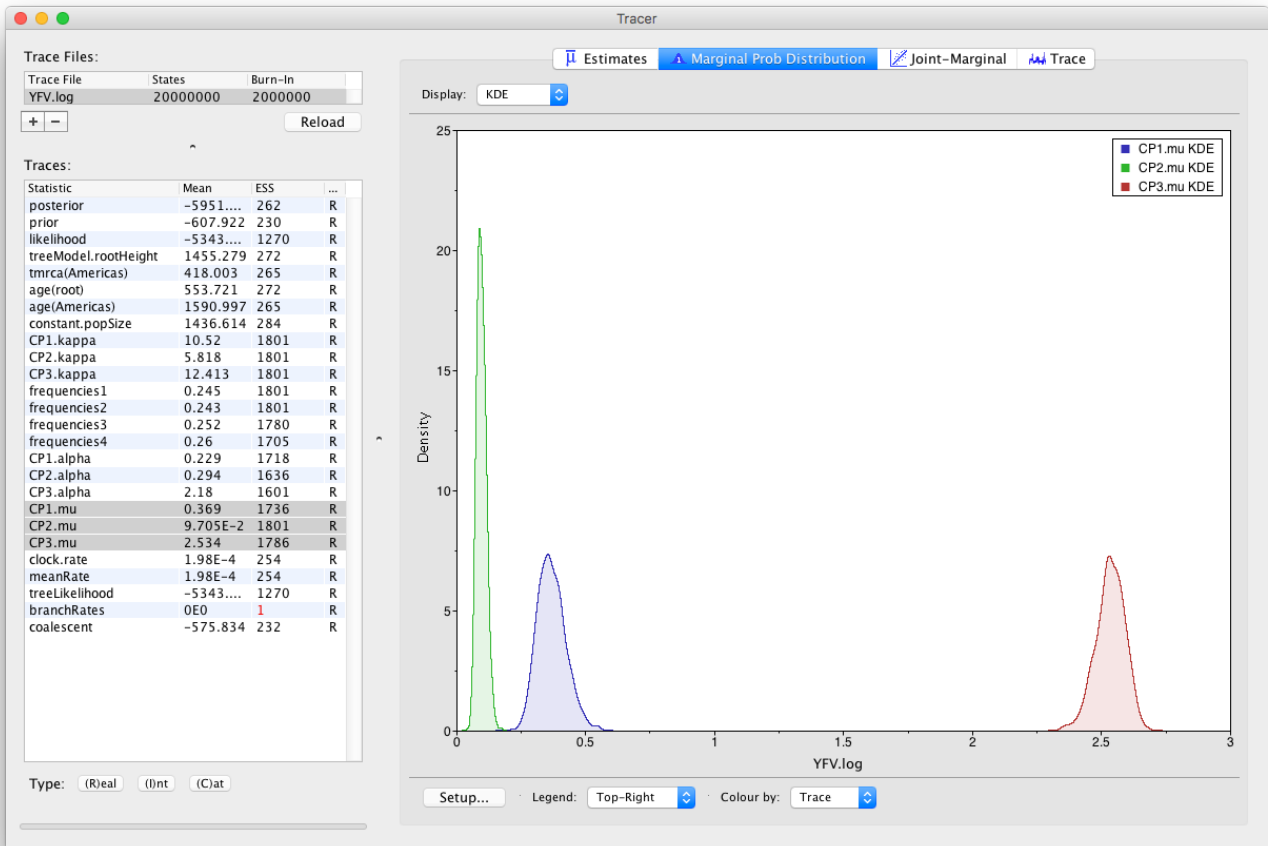 Tracer
Trace Files:
Trace File States Burn-In
YFV.log 20000000 2000000
+ −
Reload
Traces:
Statistic Mean ESS ...
posterior -5951.... 262 R
prior -607.922 230 R
likelihood -5343.... 1270 R
treeModel.rootHeight 1455.279 272 R
tmrca(Americas) 418.003 265 R
age(root) 553.721 272 R
age(Americas) 1590.997 265 R
constant.popSize 1436.614 284 R
CP1.kappa 10.52 1801 R
CP2.kappa 5.818 1801 R
CP3.kappa 12.413 1801 R
frequencies1 0.245 1801 R
frequencies2 0.243 1801 R
frequencies3 0.252 1780 R
frequencies4 0.26 1705 R
CP1.alpha 0.229 1718 R
CP2.alpha 0.294 1636 R
CP3.alpha 2.18 1601 R
CP1.mu 0.369 1736 R
CP2.mu 9.705E-2 1801 R
CP3.mu 2.534 1786 R
clock.rate 1.98E-4 254 R
meanRate 1.98E-4 254 R
treeLikelihood -5343.... 1270 R
branchRates 0E0 1 R
coalescent -575.834 232 R
Type: (R)eal (I)nt (C)at
Estimates Marginal Prob Distribution Joint-Marginal Trace
Display: KDE
CP1.mu KDE
CP2.mu KDE
CP3.mu KDE
25
20
15
10
5
0
Density
0 0.5 1 1.5 2 2.5 3
YFV.log
Setup... Legend: Top-Right Colour by: Trace